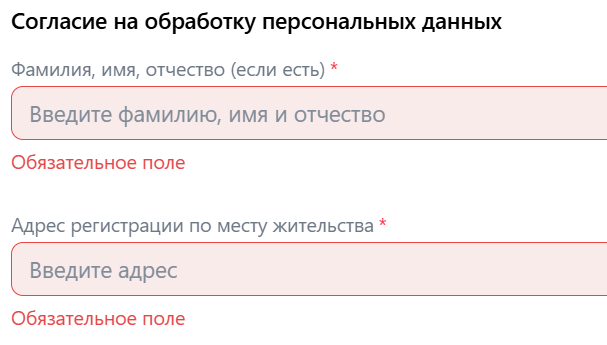 Согласие на обработку персональных данных
Фамилия, имя, отчество (если есть) *
Введите фамилию, имя и отчество
Обязательное поле
Адрес регистрации по месту жительства *
Введите адрес
Обязательное поле